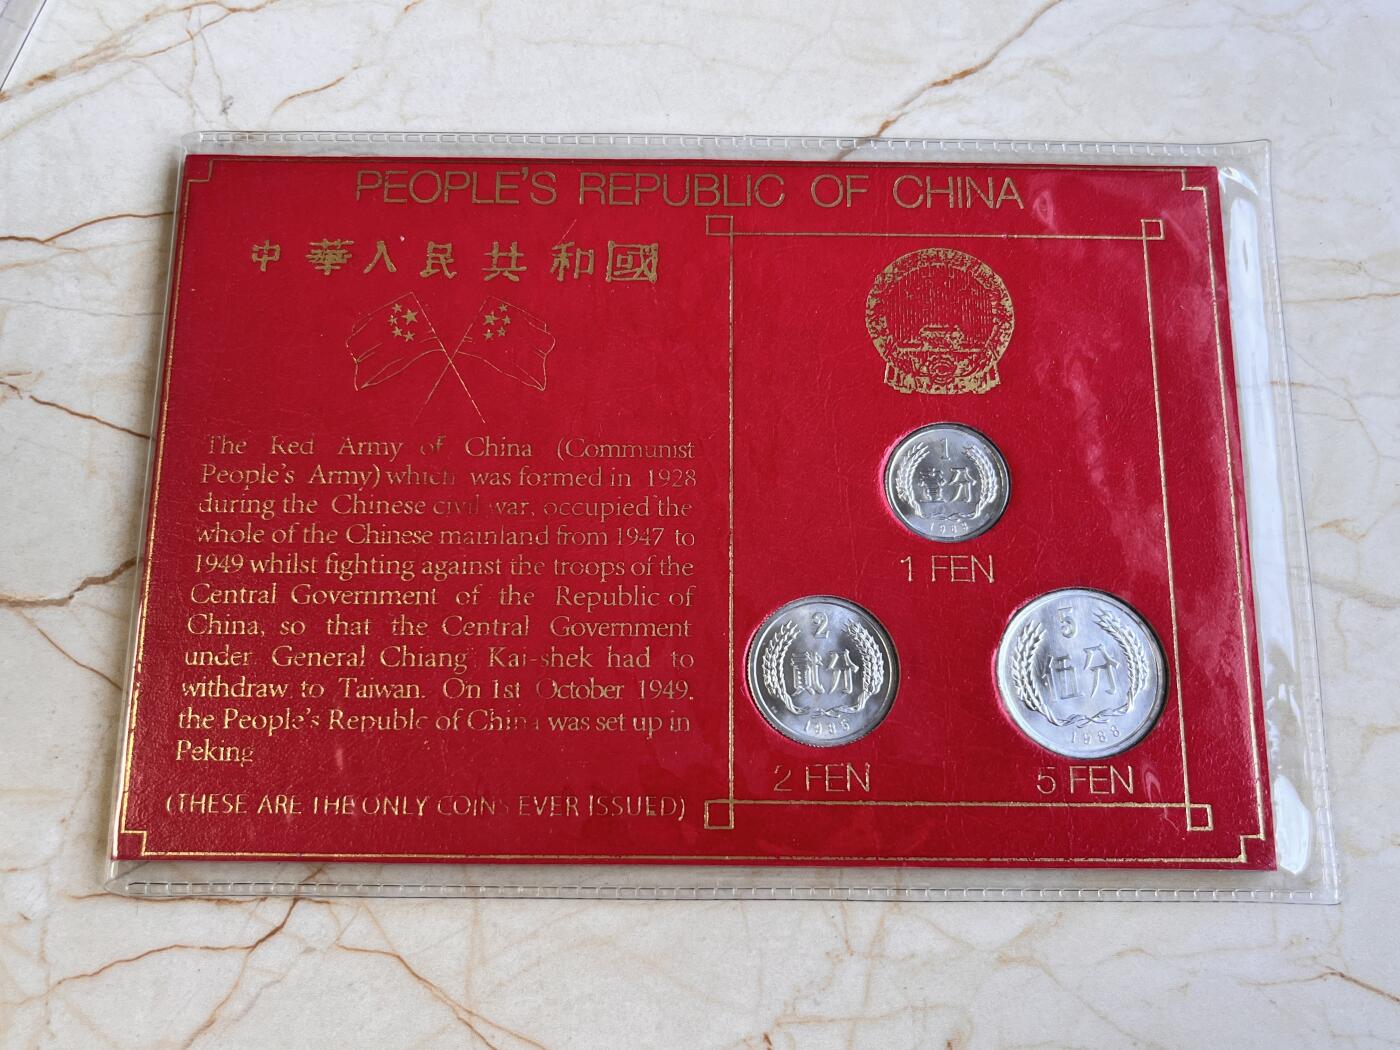 PEOPLE'S REPUBLIC OF CHINA
中華人民共和國
The Red Army of China (Communist
People's Army) which was formed in 1928
during the Chinese civil war, occupied the
whole of the Chinese mainland from 1947 to
1949 whilst fighting against the troops of the
Central Government of the Republic of
China, so that the Central Government
under General Chiang Kai-shek had to
withdraw to Taiwan. On 1st October 1949,
the People's Republic of China was set up in
Peking
(THESE ARE THE ONLY COINS EVER ISSUED)
1
壹分
1 FEN
2
貳分
1985
2 FEN
5
伍分
1988
5 FEN